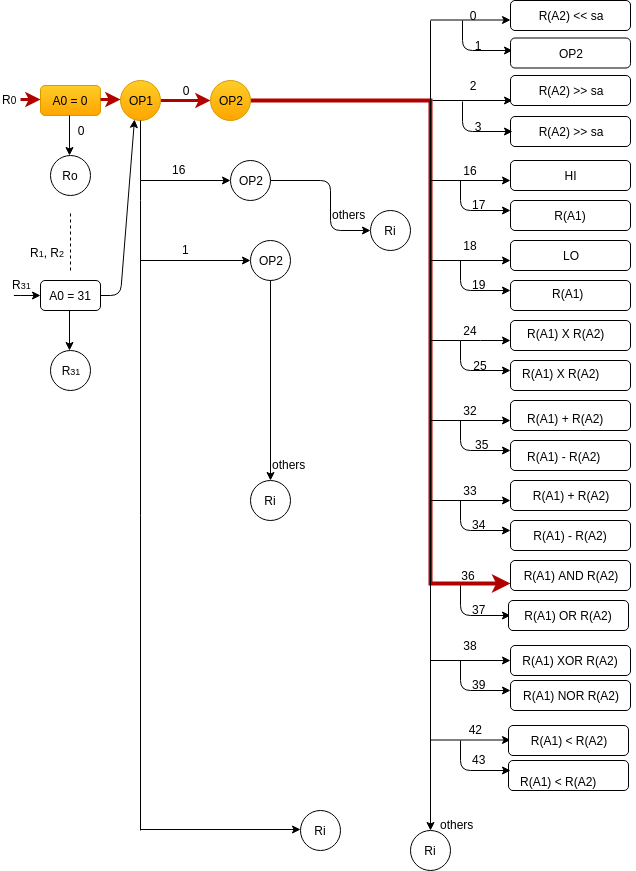 0
R(A2) << sa
1
OP2
R0
A0 = 0
OP1
0
OP2
2
R(A2) >> sa
3
R(A2) >> sa
0
Ro
16
OP2
others
Ri
16
HI
17
R(A1)
R1, R2
1
OP2
18
LO
19
R(A1)
R31
A0 = 31
24
R(A1) X R(A2)
25
R(A1) X R(A2)
R31
32
R(A1) + R(A2)
35
R(A1) - R(A2)
others
Ri
33
R(A1) + R(A2)
34
R(A1) - R(A2)
36
R(A1) AND R(A2)
37
R(A1) OR R(A2)
38
R(A1) XOR R(A2)
39
R(A1) NOR R(A2)
42
R(A1) < R(A2)
43
R(A1) < R(A2)
Ri
others
Ri